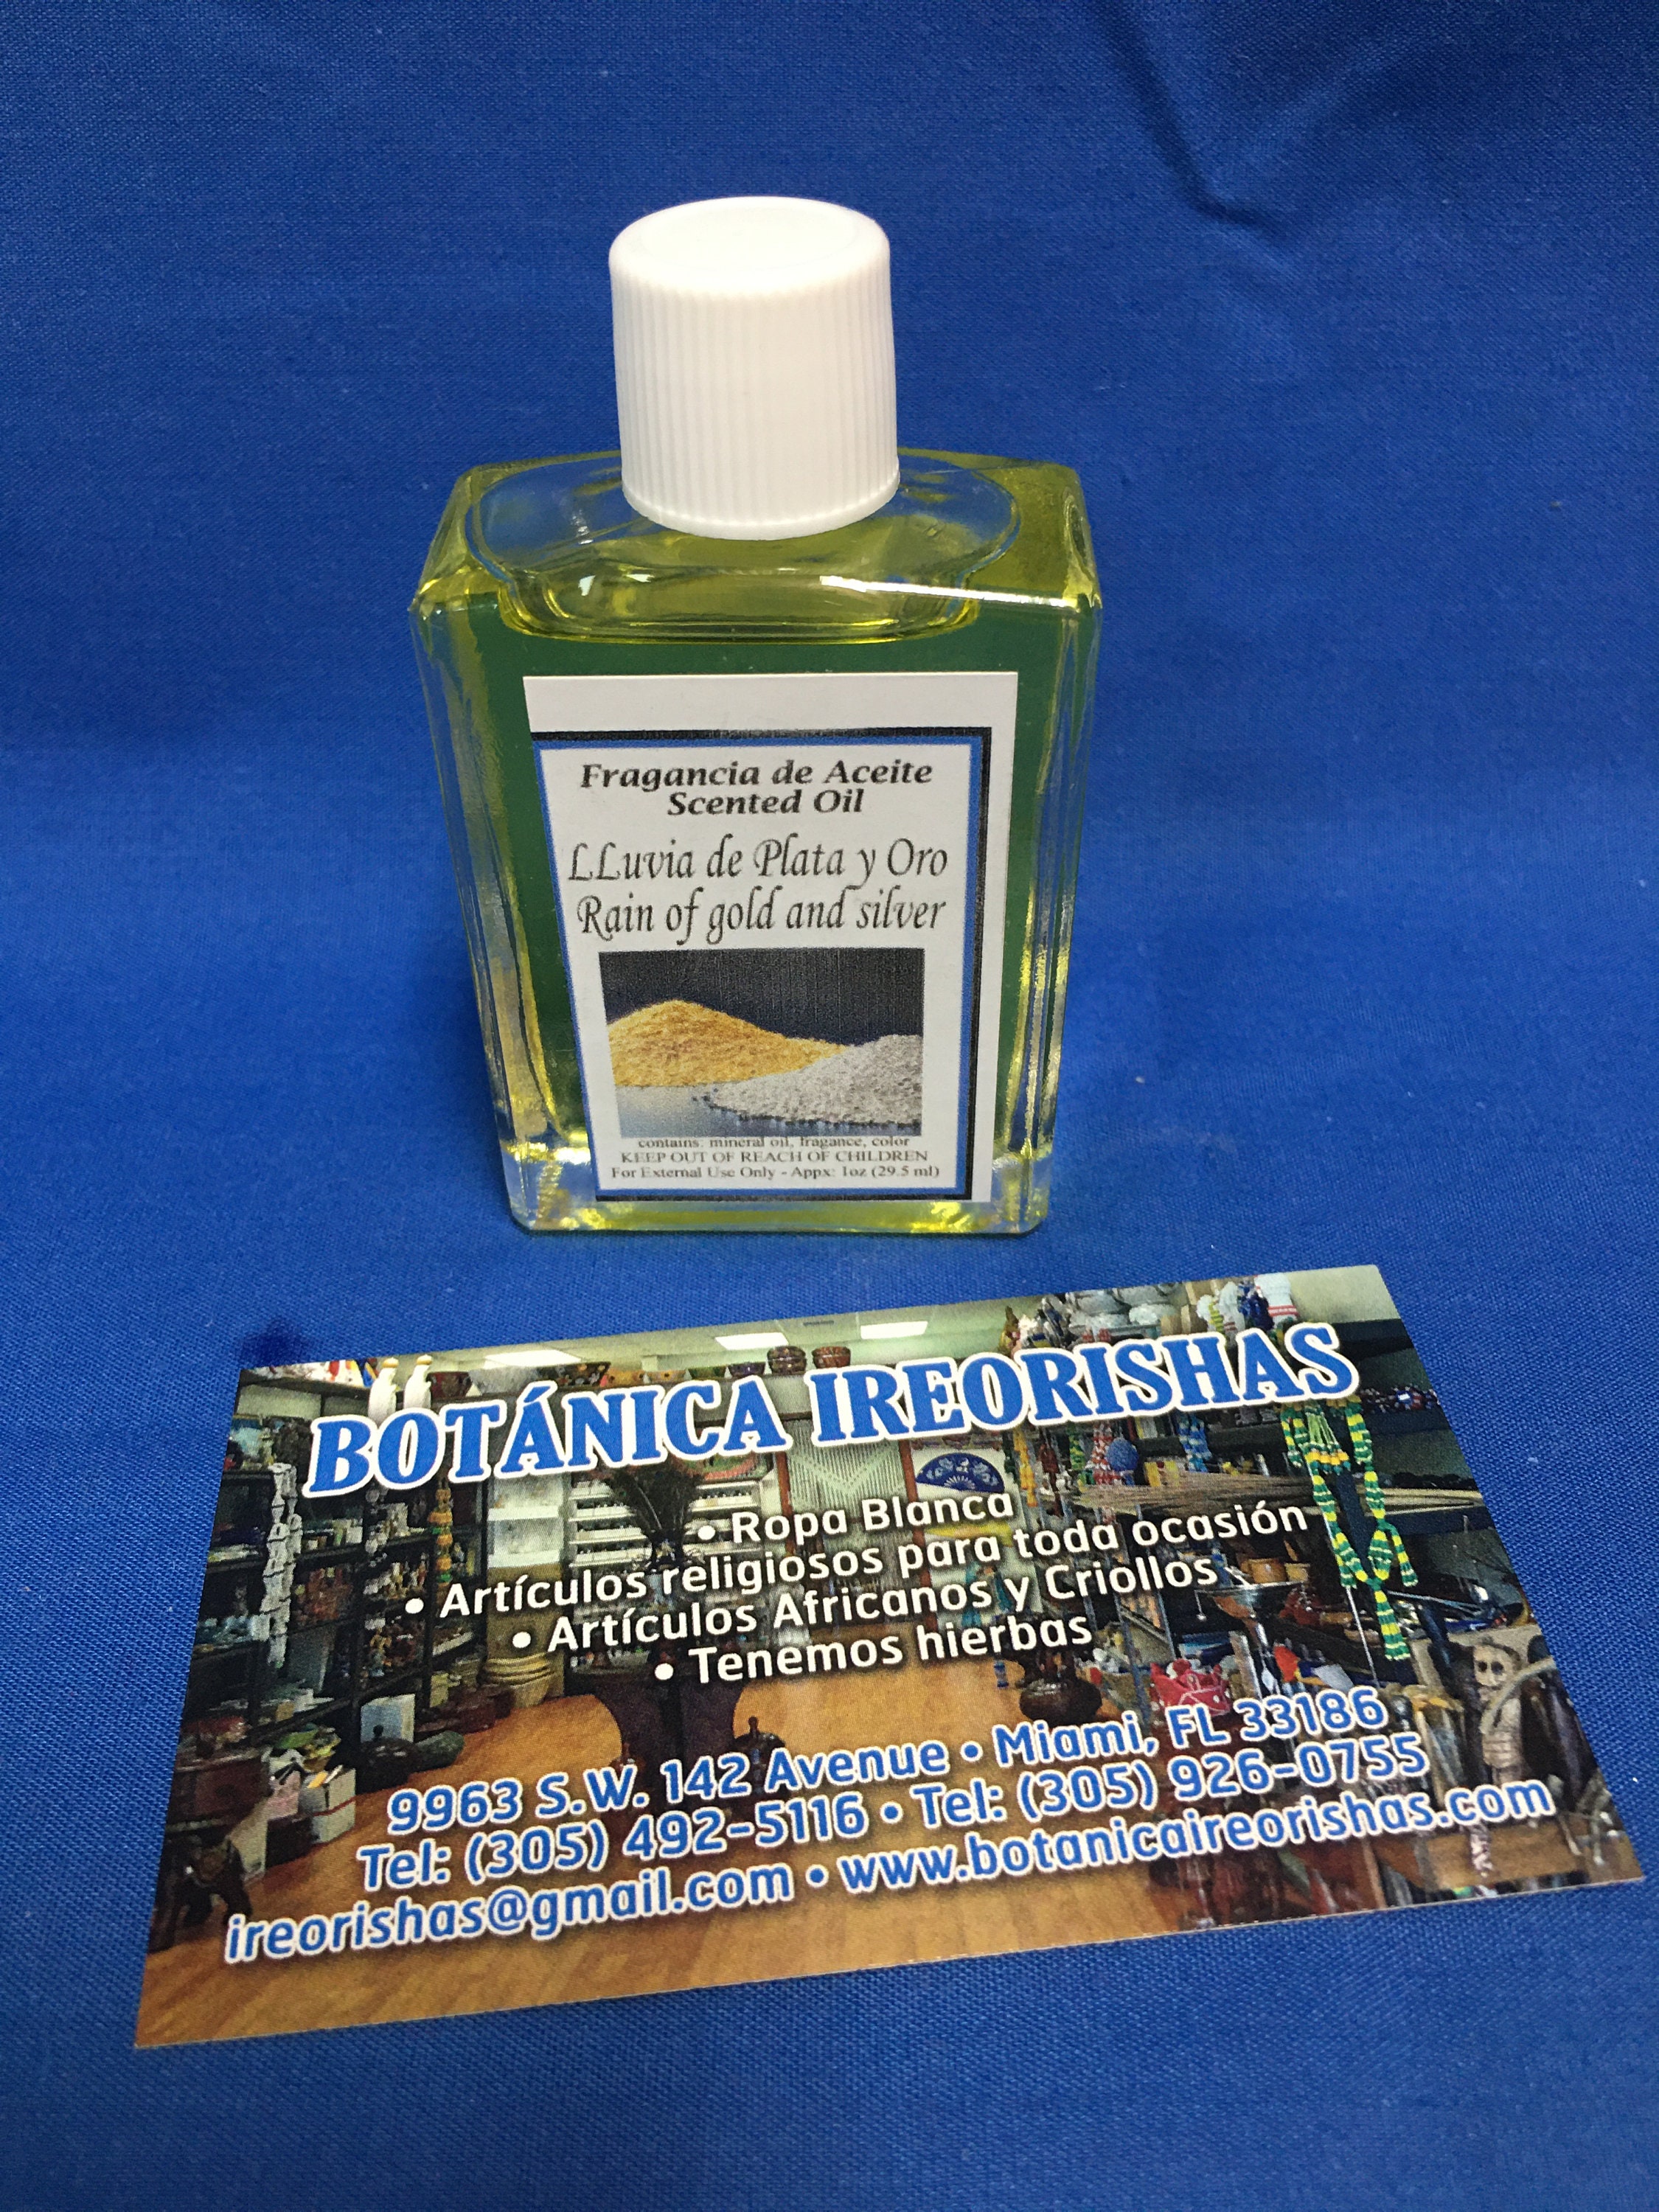 Fragancia de Aceite
Scented Oil
LLuvia de Plata y Oro
Rain of gold and silver
contains: mineral oil, fragance, color
KEEP OUT OF REACH OF CHILDREN
For External Use Only - Appx: 1oz (29.5 ml)
BOTÁNICA IREORISHAS
• Ropa Blanca
• Artículos religiosos para toda ocasión
• Artículos Africanos y Criollos
• Tenemos hierbas
9963 S.W. 142 Avenue • Miami, FL 33186
Tel: (305) 492-5116 • Tel: (305) 926-0755
ireorishas@gmail.com • www.botanicaireorishas.com